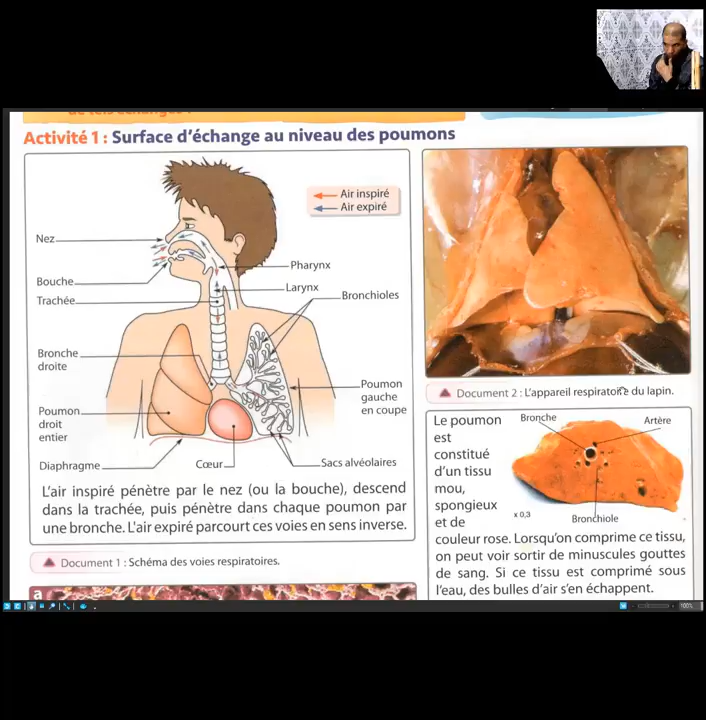 de tels échanges ?
Activité 1 : Surface d'échange au niveau des poumons
Air inspiré
Air expiré
Nez
Bouche
Trachée
Pharynx
Larynx
Bronchioles
Bronche
droite
Poumon
gauche
en coupe
Poumon
droit
entier
Diaphragme
Cœur
Sacs alvéolaires
L'air inspiré pénètre par le nez (ou la bouche), descend
dans la trachée, puis pénètre dans chaque poumon par
une bronche. L'air expiré parcourt ces voies en sens inverse.
Document 1 : Schéma des voies respiratoires.
a
Document 2 : L'appareil respiratoire du lapin.
Le poumon
est
constitué
d'un tissu
mou,
spongieux
et de
couleur rose. Lorsqu'on comprime ce tissu,
on peut voir sortir de minuscules gouttes
de sang. Si ce tissu est comprimé sous
l'eau, des bulles d'air s'en échappent.
Bronche
Artère
x 0,3
Bronchiole
100%